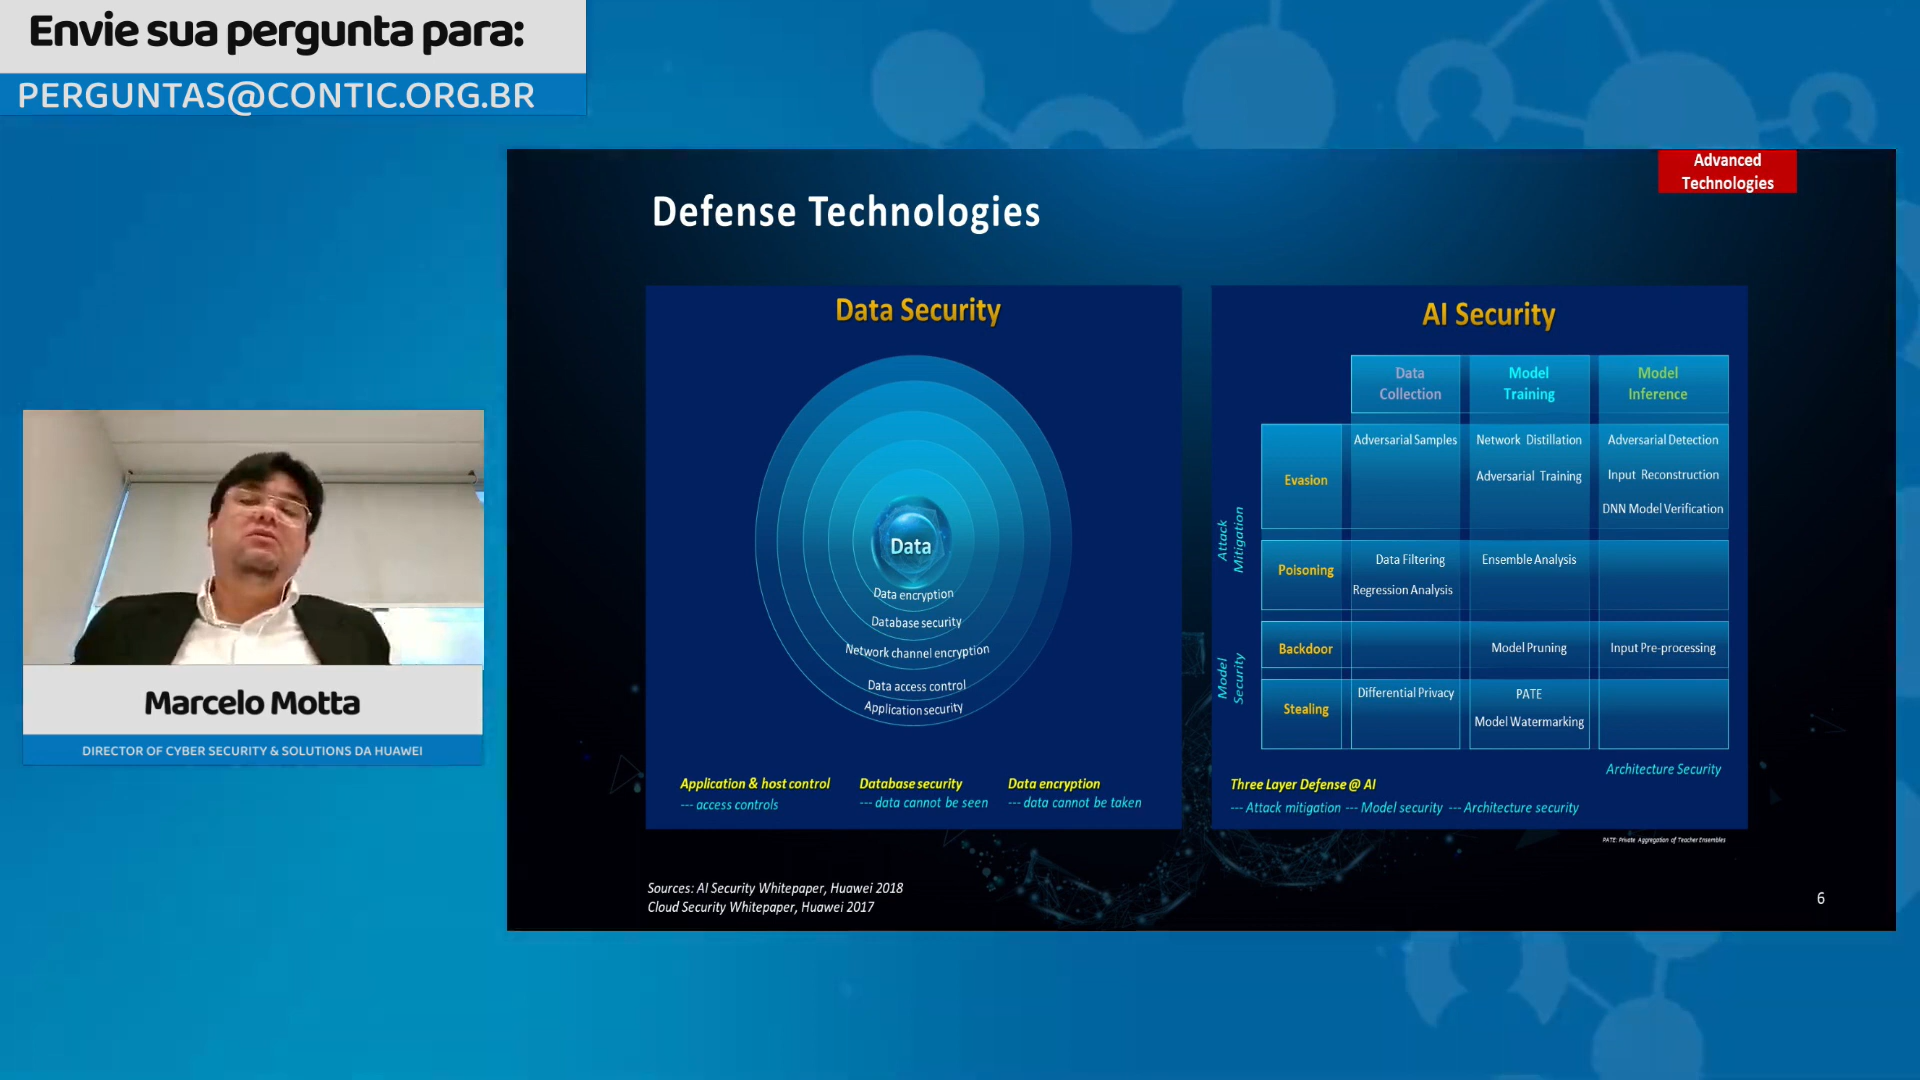 Envie sua pergunta para:
PERGUNTAS@CONTIC.ORG.BR
Advanced
Technologies
Defense Technologies
Data Security
Data
Data encryption
Database security
Network channel encryption
Data access control
Application security
Application & host control
--- access controls
Database security
--- data cannot be seen
Data encryption
--- data cannot be taken
AI Security
Data
Collection
Model
Training
Model
Inference
Attack
Mitigation
Evasion
Adversarial Samples
Network Distillation
Adversarial Training
Adversarial Detection
Input Reconstruction
DNN Model Verification
Poisoning
Data Filtering
Regression Analysis
Ensemble Analysis
Model
Security
Backdoor
Model Pruning
Input Pre-processing
Stealing
Differential Privacy
PATE
Model Watermarking
Architecture Security
Three Layer Defense @ AI
--- Attack mitigation --- Model security --- Architecture security
PATE: Private Aggregation of Teacher Ensembles
Sources: AI Security Whitepaper, Huawei 2018
Cloud Security Whitepaper, Huawei 2017
6
Marcelo Motta
DIRECTOR OF CYBER SECURITY & SOLUTIONS DA HUAWEI